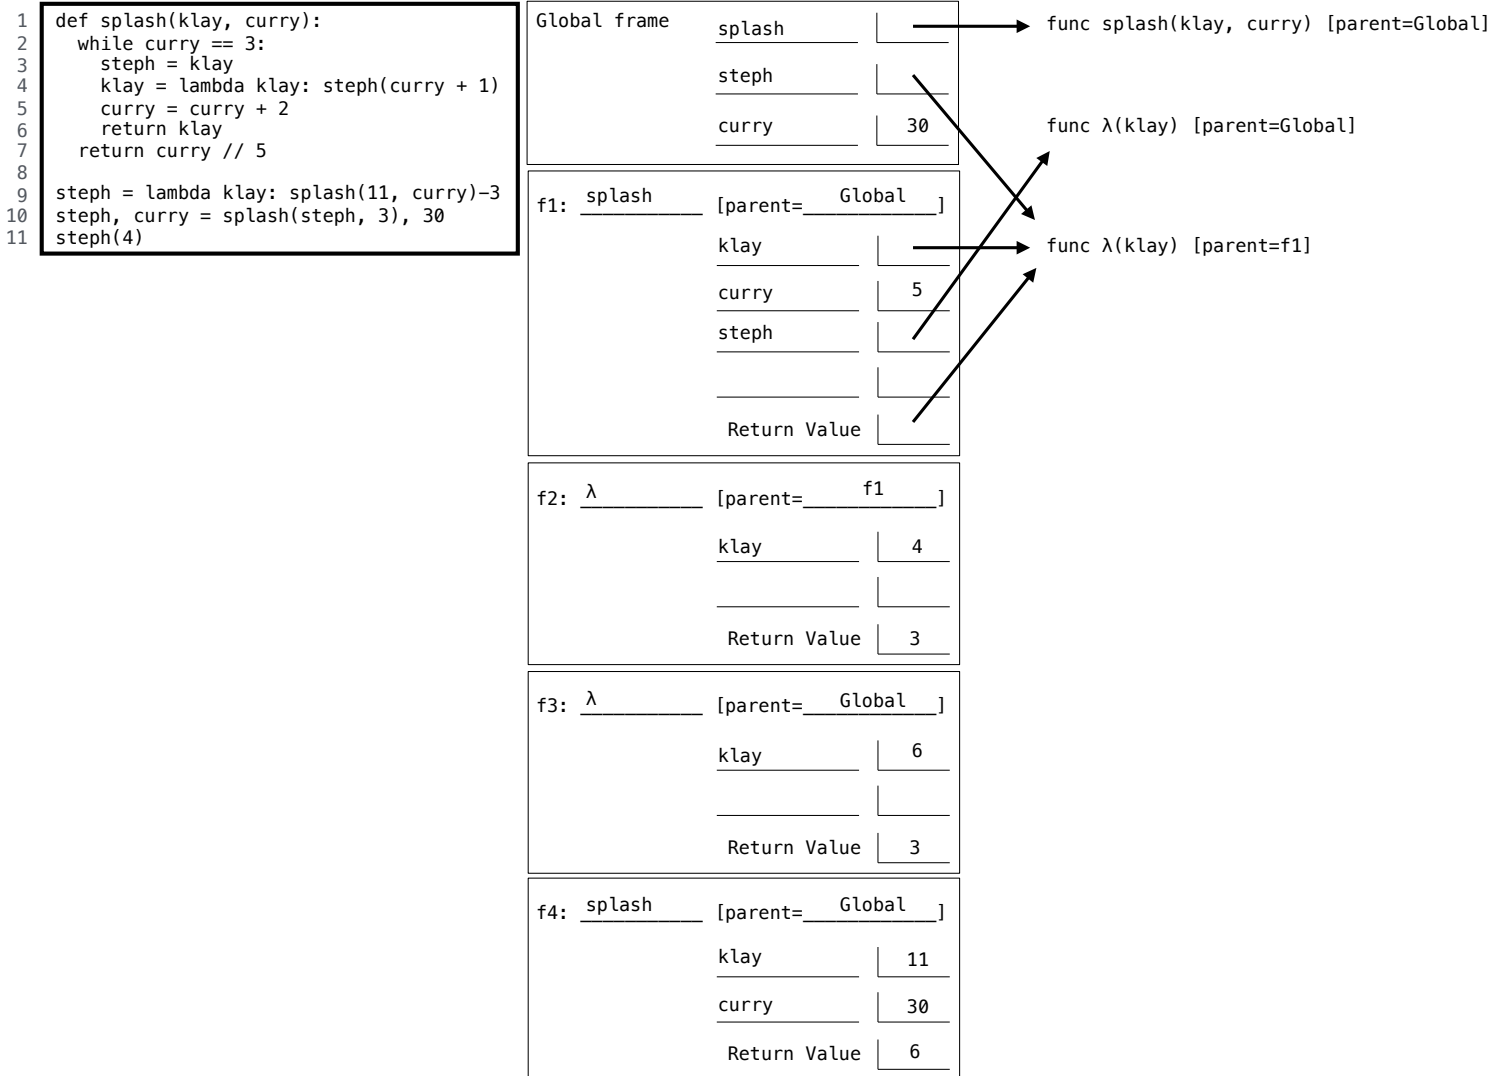 1 def splash(klay, curry):
2 while curry == 3:
3 steph = klay
4 klay = lambda klay: steph(curry + 1)
5 curry = curry + 2
6 return klay
7 return curry // 5
8
9 steph = lambda klay: splash(11, curry)−3
10 steph, curry = splash(steph, 3), 30
11 steph(4)
Global frame
splash
func splash(klay, curry) [parent=Global]
steph
curry 30
func λ(klay) [parent=Global]
f1: splash [parent=Global]
klay
func λ(klay) [parent=f1]
curry 5
steph
Return Value
f2: λ [parent=f1]
klay 4
Return Value 3
f3: λ [parent=Global]
klay 6
Return Value 3
f4: splash [parent=Global]
klay 11
curry 30
Return Value 6